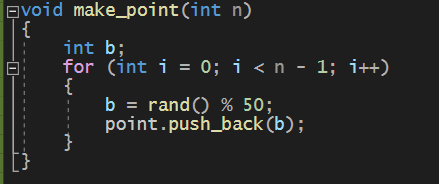 void make_point(int n)
{
    int b;
    for (int i = 0; i < n - 1; i++)
    {
        b = rand() % 50;
        point.push_back(b);
    }
}